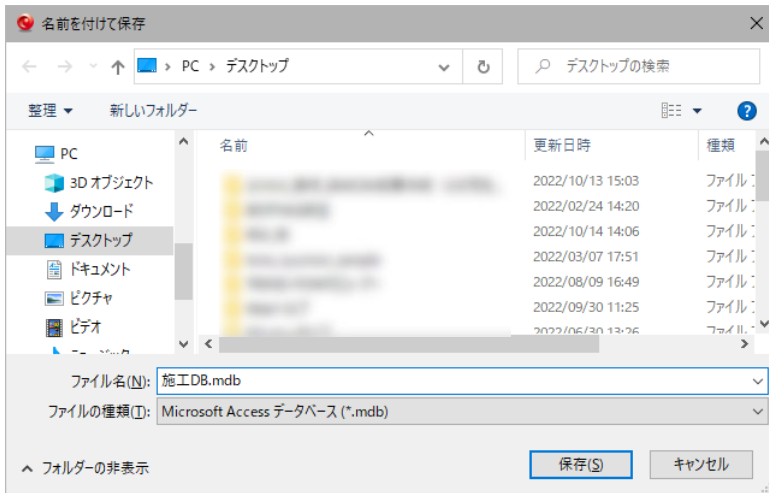 名前を付けて保存
PC › デスクトップ
デスクトップの検索
整理
新しいフォルダー
PC
3D オブジェクト
ダウンロード
デスクトップ
ドキュメント
ピクチャ
ビデオ
名前 更新日時 種類
2022/10/13 15:03 ファイル
2022/02/24 14:20 ファイル
2022/10/14 14:06 ファイル
2022/03/07 17:51 ファイル
2022/08/09 16:49 ファイル
2022/09/30 11:25 ファイル
2022/06/30 13:26 ファイル
ファイル名(N): 施工DB.mdb
ファイルの種類(T): Microsoft Access データベース (*.mdb)
フォルダーの非表示
保存(S)
キャンセル